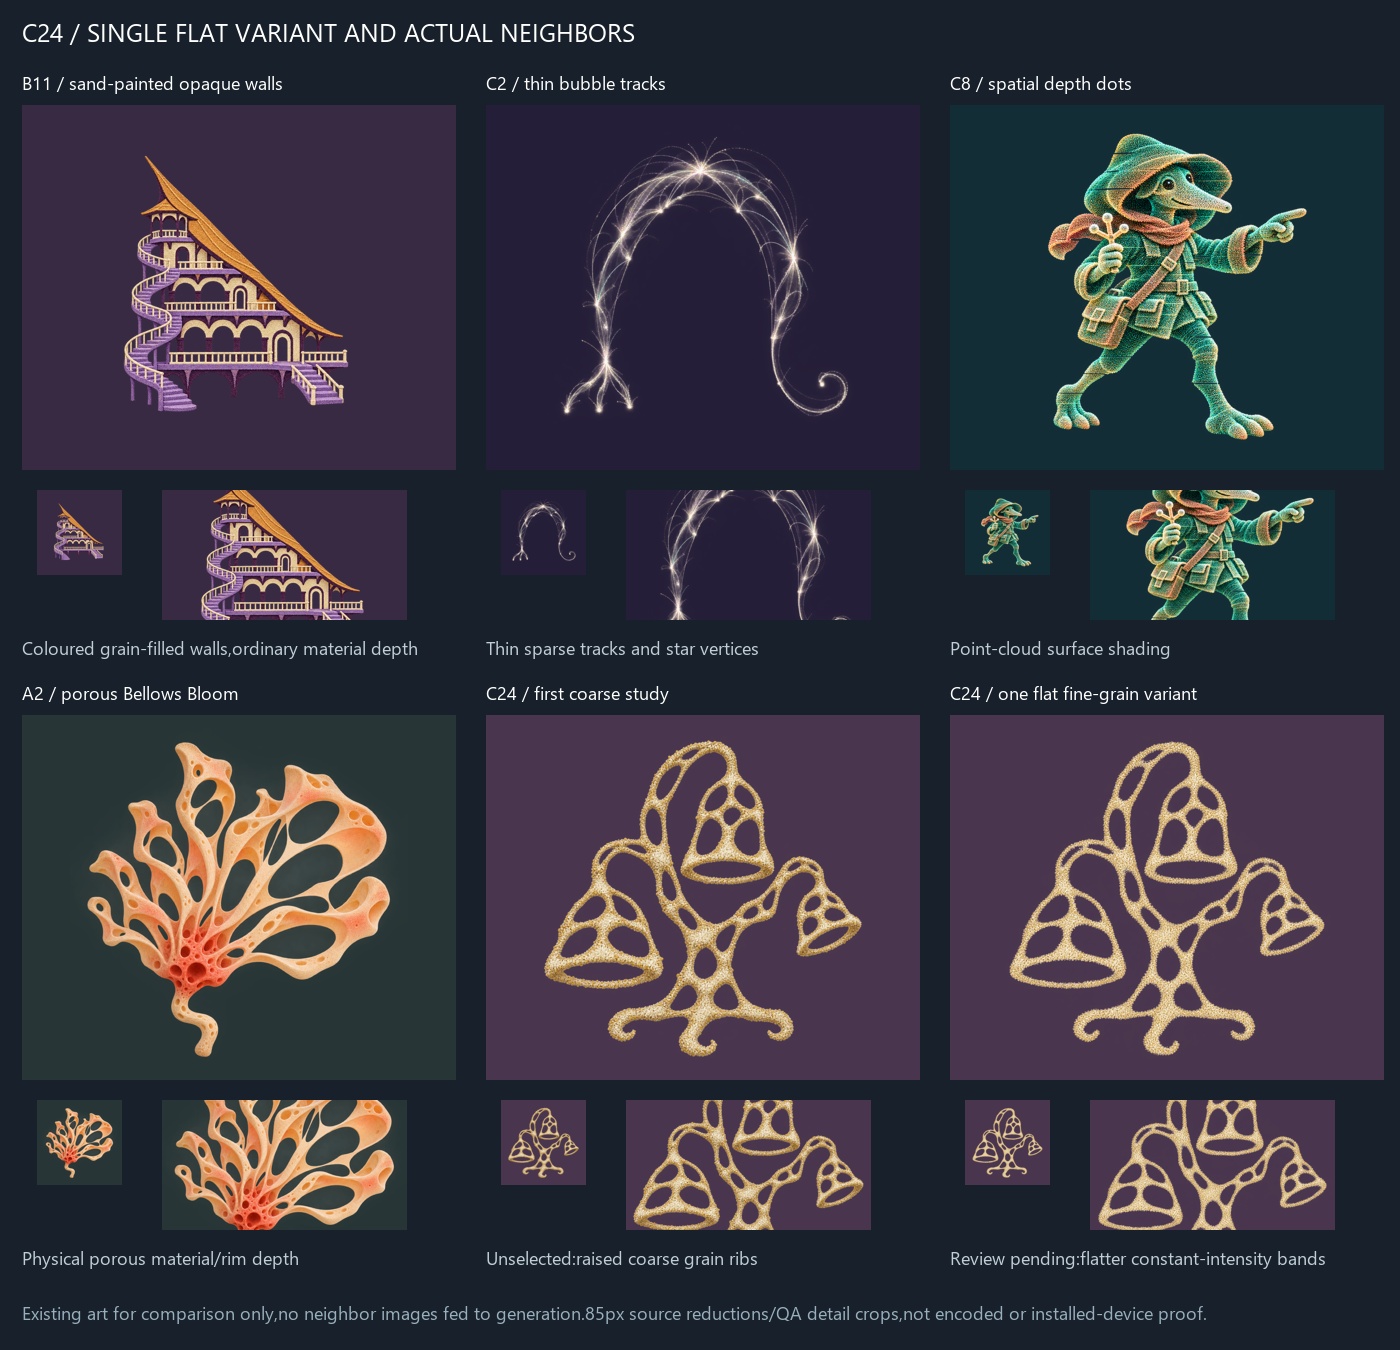 C24 / SINGLE FLAT VARIANT AND ACTUAL NEIGHBORS
B11 / sand-painted opaque walls
C2 / thin bubble tracks
C8 / spatial depth dots
Coloured grain-filled walls,ordinary material depth
Thin sparse tracks and star vertices
Point-cloud surface shading
A2 / porous Bellows Bloom
C24 / first coarse study
C24 / one flat fine-grain variant
Physical porous material/rim depth
Unselected:raised coarse grain ribs
Review pending:flatter constant-intensity bands
Existing art for comparison only,no neighbor images fed to generation.85px source reductions/QA detail crops,not encoded or installed-device proof.